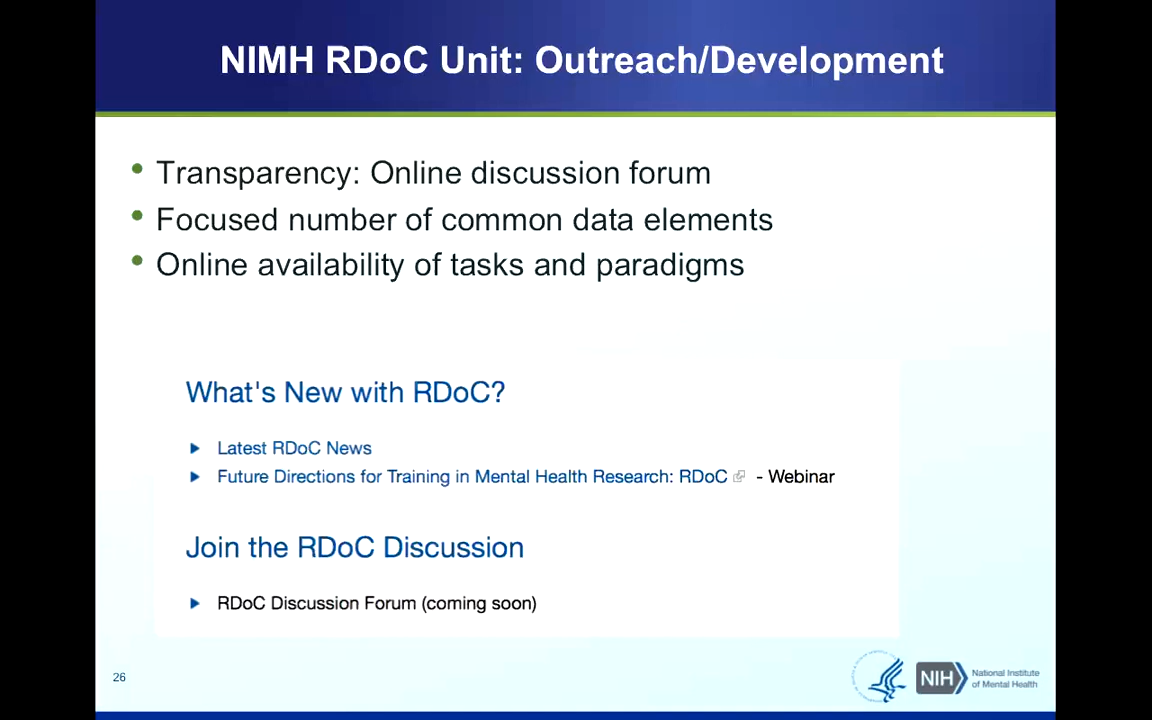 NIMH RDoC Unit: Outreach/Development
• Transparency: Online discussion forum
• Focused number of common data elements
• Online availability of tasks and paradigms
What's New with RDoC?
Latest RDoC News
Future Directions for Training in Mental Health Research: RDoC - Webinar
Join the RDoC Discussion
RDoC Discussion Forum (coming soon)
26
NIH
National Institute
of Mental Health